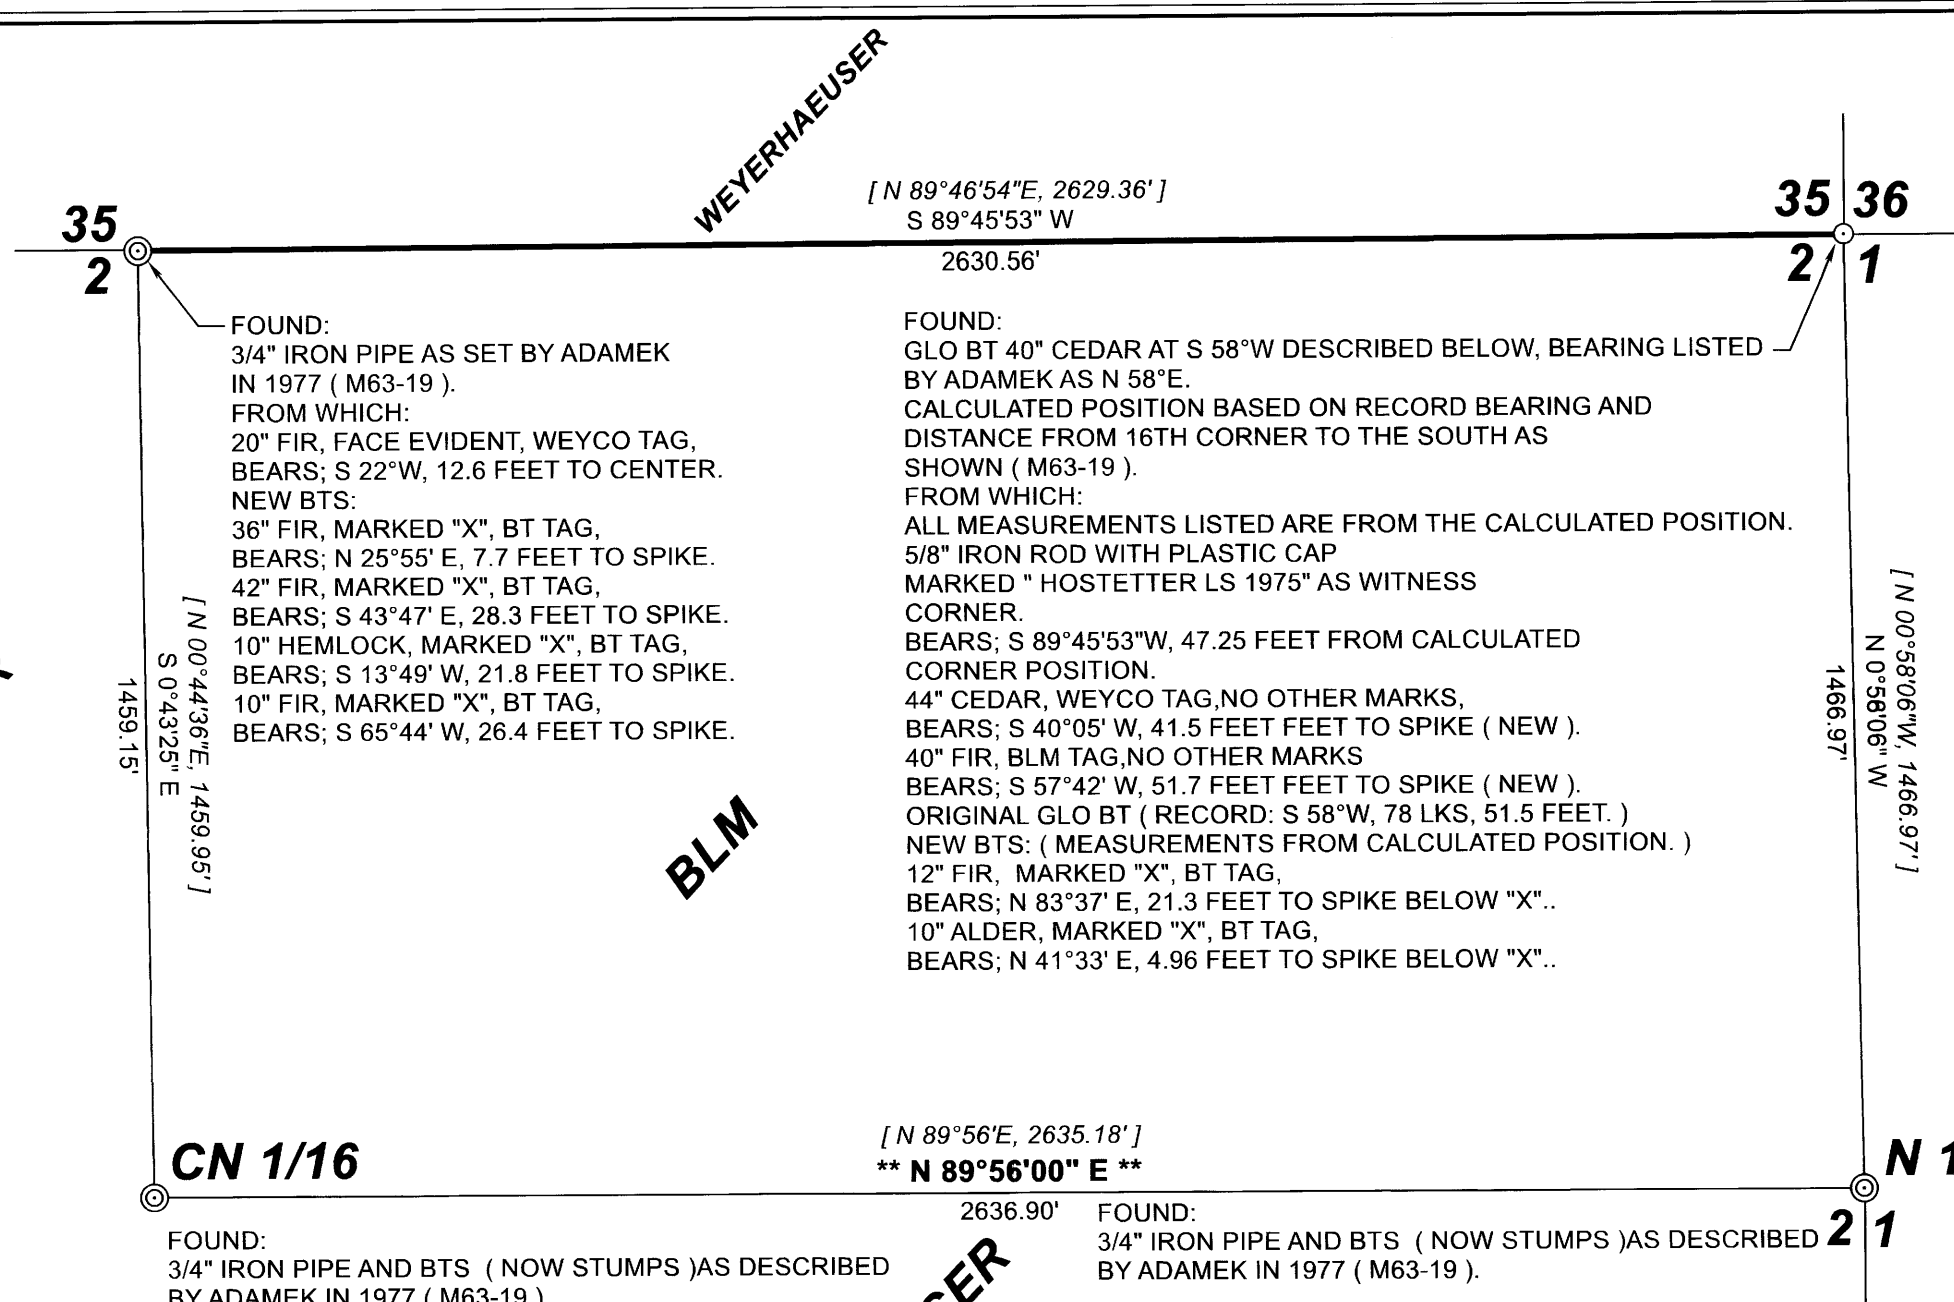 WEYERHAEUSER
[ N 89°46'54"E, 2629.36' ]
S 89°45'53" W
2630.56'
35
2
35 36
2 1
FOUND:
3/4" IRON PIPE AS SET BY ADAMEK
IN 1977 ( M63-19 ).
FROM WHICH:
20" FIR, FACE EVIDENT, WEYCO TAG,
BEARS; S 22°W, 12.6 FEET TO CENTER.
NEW BTS:
36" FIR, MARKED "X", BT TAG,
BEARS; N 25°55' E, 7.7 FEET TO SPIKE.
42" FIR, MARKED "X", BT TAG,
BEARS; S 43°47' E, 28.3 FEET TO SPIKE.
10" HEMLOCK, MARKED "X", BT TAG,
BEARS; S 13°49' W, 21.8 FEET TO SPIKE.
10" FIR, MARKED "X", BT TAG,
BEARS; S 65°44' W, 26.4 FEET TO SPIKE.
FOUND:
GLO BT 40" CEDAR AT S 58°W DESCRIBED BELOW, BEARING LISTED
BY ADAMEK AS N 58°E.
CALCULATED POSITION BASED ON RECORD BEARING AND
DISTANCE FROM 16TH CORNER TO THE SOUTH AS
SHOWN ( M63-19 ).
FROM WHICH:
ALL MEASUREMENTS LISTED ARE FROM THE CALCULATED POSITION.
5/8" IRON ROD WITH PLASTIC CAP
MARKED " HOSTETTER LS 1975" AS WITNESS
CORNER.
BEARS; S 89°45'53"W, 47.25 FEET FROM CALCULATED
CORNER POSITION.
44" CEDAR, WEYCO TAG,NO OTHER MARKS,
BEARS; S 40°05' W, 41.5 FEET FEET TO SPIKE ( NEW ).
40" FIR, BLM TAG,NO OTHER MARKS
BEARS; S 57°42' W, 51.7 FEET FEET TO SPIKE ( NEW ).
ORIGINAL GLO BT ( RECORD: S 58°W, 78 LKS, 51.5 FEET. )
NEW BTS: ( MEASUREMENTS FROM CALCULATED POSITION. )
12" FIR,  MARKED "X", BT TAG,
BEARS; N 83°37' E, 21.3 FEET TO SPIKE BELOW "X"..
10" ALDER, MARKED "X", BT TAG,
BEARS; N 41°33' E, 4.96 FEET TO SPIKE BELOW "X"..
[ N 00°44'36"E, 1459.95' ]
S 0°43'25" E
1459.15'
[ N 00°58'06"W, 1466.97' ]
N 0°58'06" W
1466.97'
BLM
CN 1/16
[ N 89°56'E, 2635.18' ]
** N 89°56'00" E **
2636.90'
N 1
2 1
FOUND:
3/4" IRON PIPE AND BTS  ( NOW STUMPS )AS DESCRIBED
BY ADAMEK IN 1977 ( M63-19 ).
FOUND:
3/4" IRON PIPE AND BTS  ( NOW STUMPS )AS DESCRIBED
BY ADAMEK IN 1977 ( M63-19 )
SER